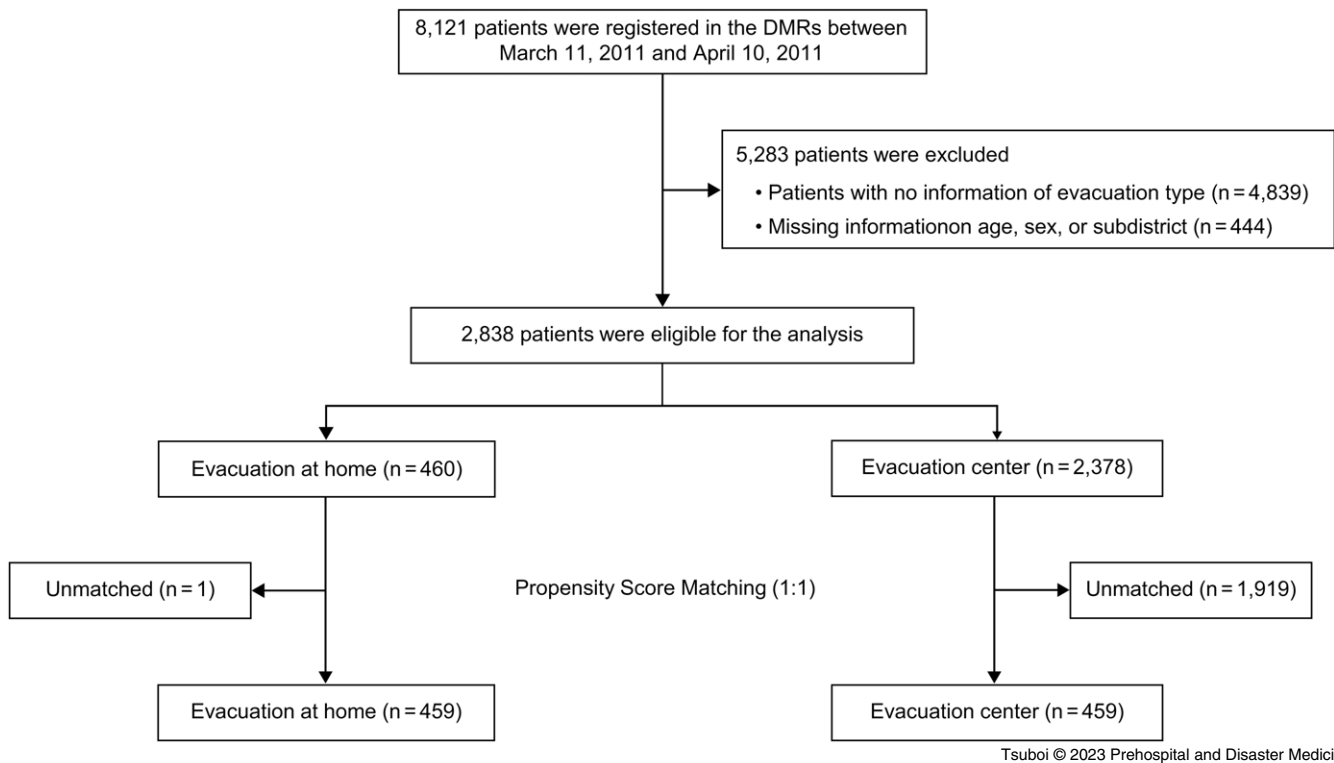 8,121 patients were registered in the DMRs between
March 11, 2011 and April 10, 2011
5,283 patients were excluded
• Patients with no information of evacuation type (n = 4,839)
• Missing informationon age, sex, or subdistrict (n = 444)
2,838 patients were eligible for the analysis
Evacuation at home (n = 460)
Evacuation center (n = 2,378)
Unmatched (n = 1)
Propensity Score Matching (1:1)
Unmatched (n = 1,919)
Evacuation at home (n = 459)
Evacuation center (n = 459)
Tsuboi © 2023 Prehospital and Disaster Medici